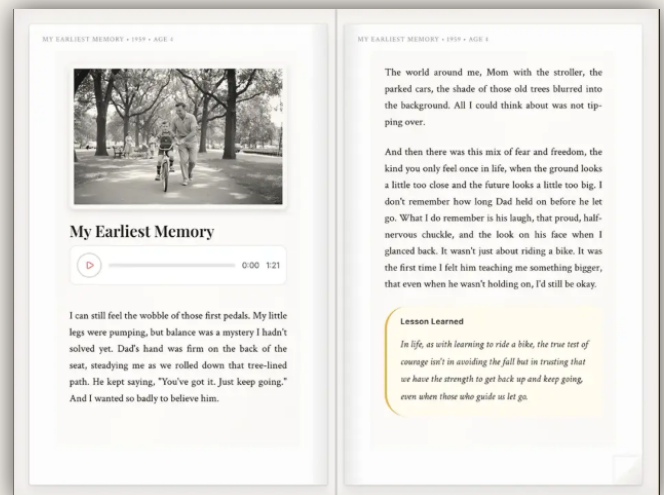 MY EARLIEST MEMORY • 1959 • AGE
My Earliest Memory
0:00 1:21
I can still feel the wobble of those first pedals. My little
legs were pumping, but balance was a mystery I hadn't
solved yet. Dad's hand was firm on the back of the
seat, steadying me as we rolled down that tree-lined
path. He kept saying, "You've got it. Just keep going."
And I wanted so badly to believe him.
MY EARLIEST MEMORY • 1959 • AGE
The world around me, Mom with the stroller, the
parked cars, the shade of those old trees blurred into
the background. All I could think about was not tip-
ping over.
And then there was this mix of fear and freedom, the
kind you only feel once in life, when the ground looks
a little too close and the future looks a little too big. I
don't remember how long Dad held on before he let
go. What I do remember is his laugh, that proud, half-
nervous chuckle, and the look on his face when I
glanced back. It wasn't just about riding a bike. It was
the first time I felt him teaching me something bigger,
that even when he wasn't holding on, I'd still be okay.
Lesson Learned
In life, as with learning to ride a bike, the true test of
courage isn't in avoiding the fall but in trusting that
we have the strength to get back up and keep going,
even when those who guide us let go.